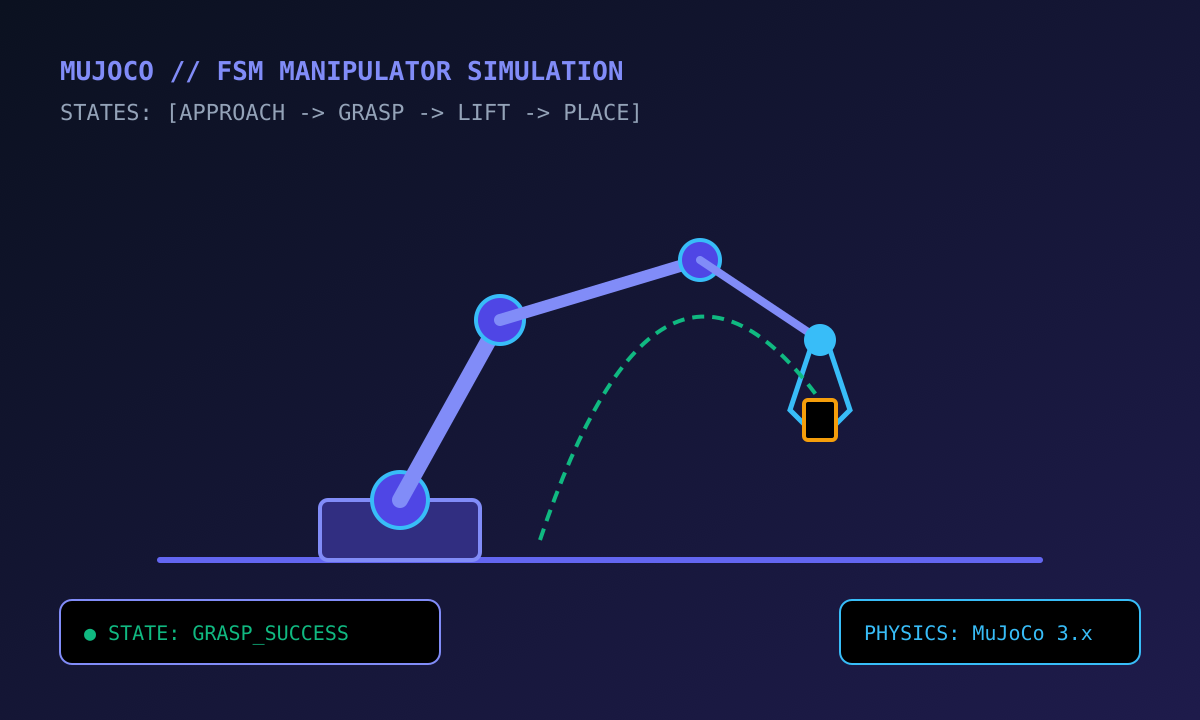 MUJOCO // FSM MANIPULATOR SIMULATION
STATES: [APPROACH -> GRASP -> LIFT -> PLACE]
● STATE: GRASP_SUCCESS
PHYSICS: MuJoCo 3.x